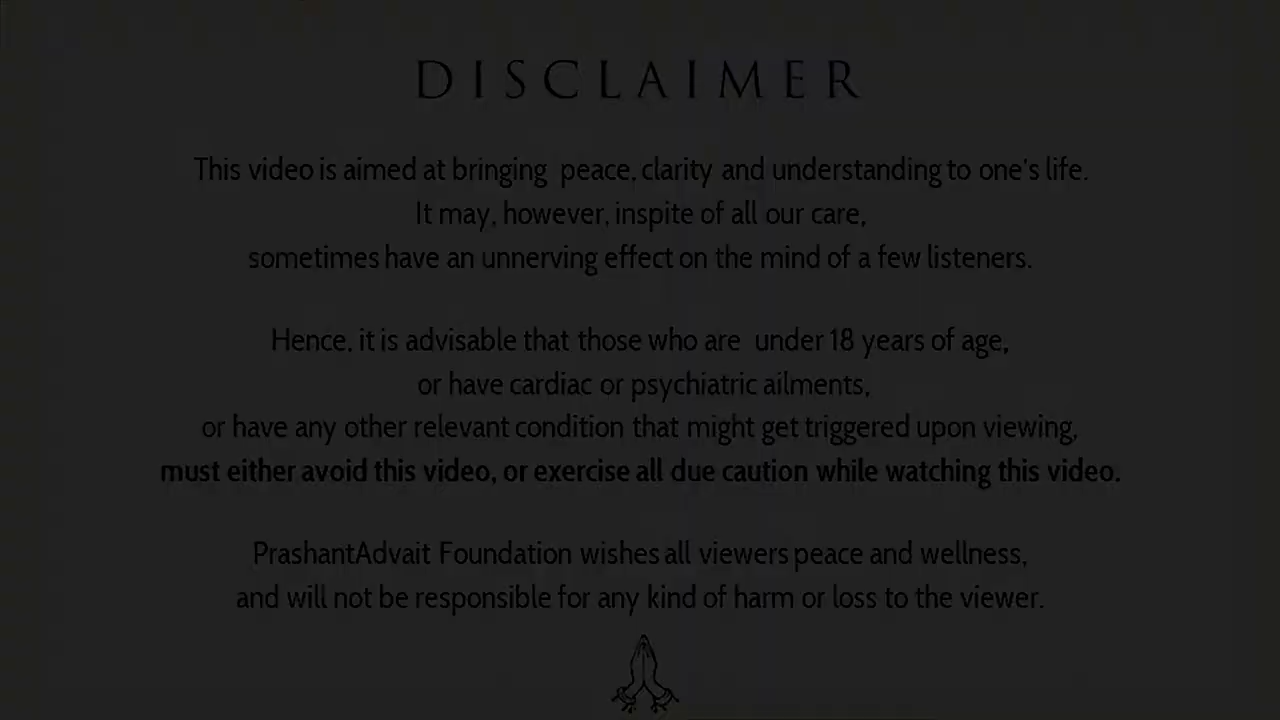 DISCLAIMER
This video is aimed at bringing peace, clarity and understanding to one's life.
It may, however, inspite of all our care,
sometimes have an unnerving effect on the mind of a few listeners.
Hence, it is advisable that those who are under 18 years of age,
or have cardiac or psychiatric ailments,
or have any other relevant condition that might get triggered upon viewing,
must either avoid this video, or exercise all due caution while watching this video.
PrashantAdvait Foundation wishes all viewers peace and wellness,
and will not be responsible for any kind of harm or loss to the viewer.